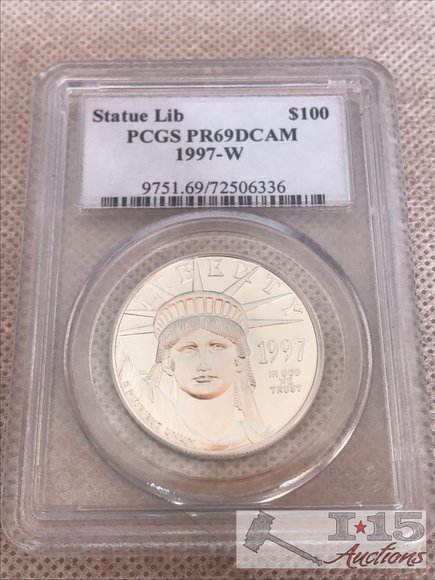 Statue Lib $100
PCGS PR69DCAM
1997-W
9751.69/72506336
LIBERTY
1997
IN GOD
WE
TRUST
E PLURIBUS UNUM
I★15
Auctions